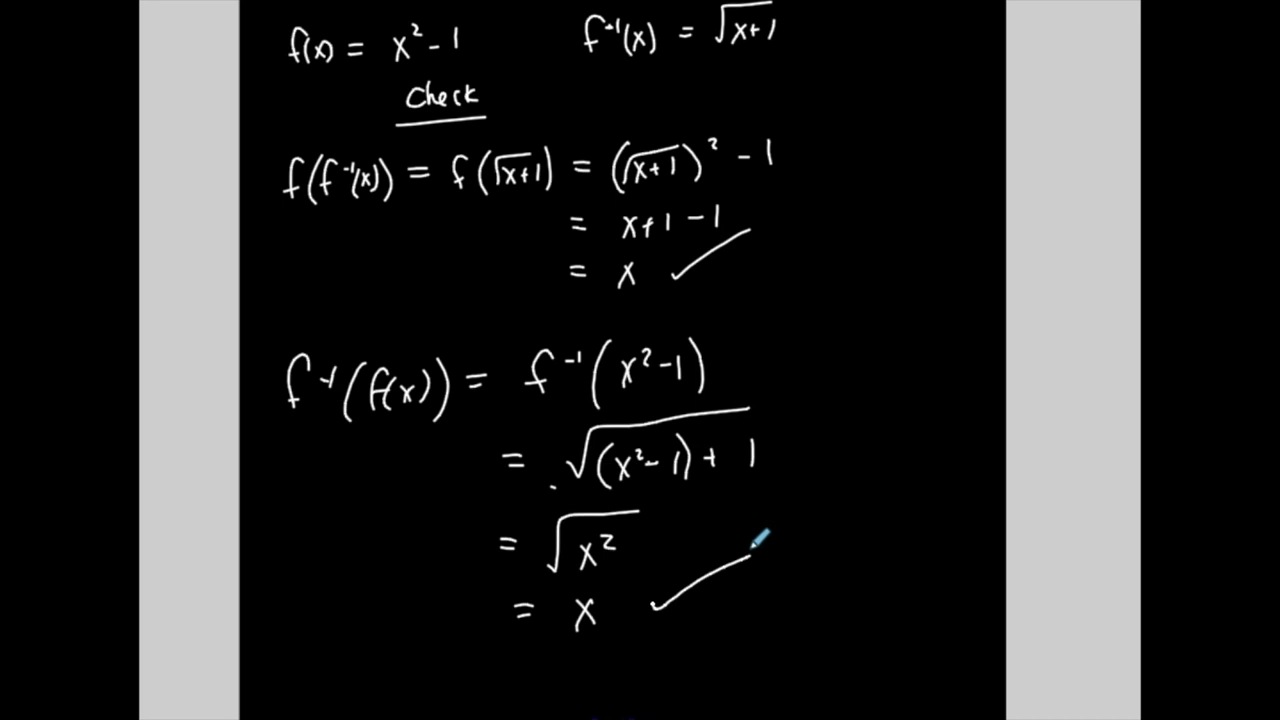 f(x) = x² - 1    f⁻¹(x) = √(x+1)
Check
f(f⁻¹(x)) = f(√(x+1)) = (√(x+1))² - 1
= x+1 - 1
= x ✓
f⁻¹(f(x)) = f⁻¹(x² - 1)
= √((x² - 1) + 1)
= √(x²)
= x ✓